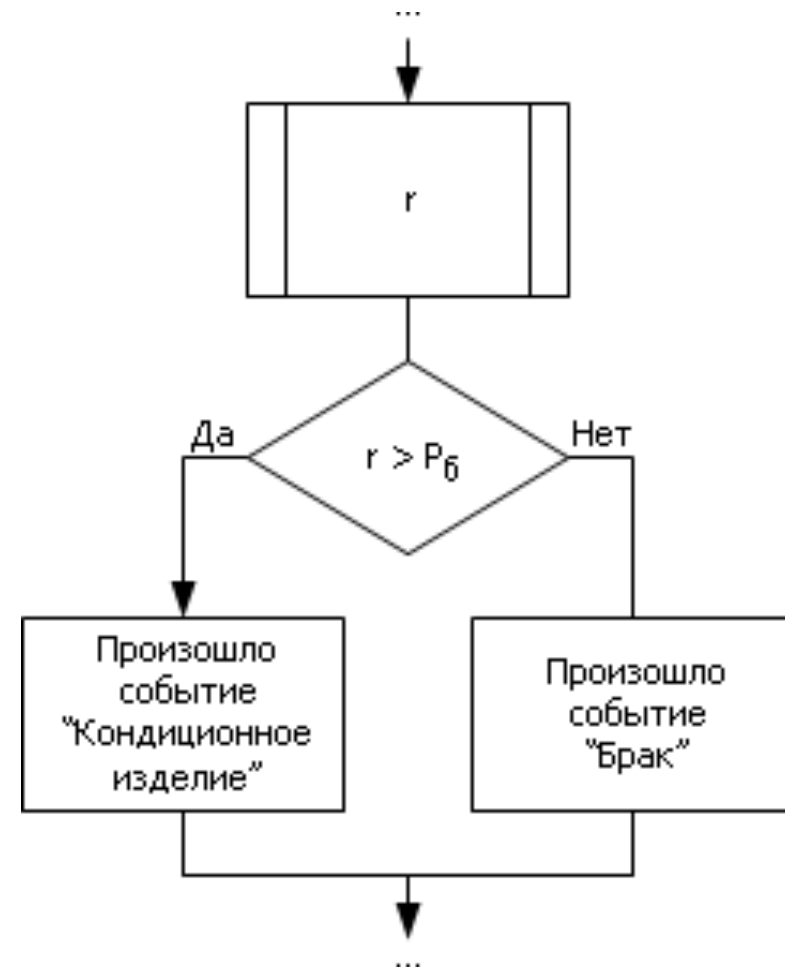 ...
r
Да
r > Pб
Нет
Произошло
событие
“Кондиционное
изделие”
Произошло
событие
“Брак”
...